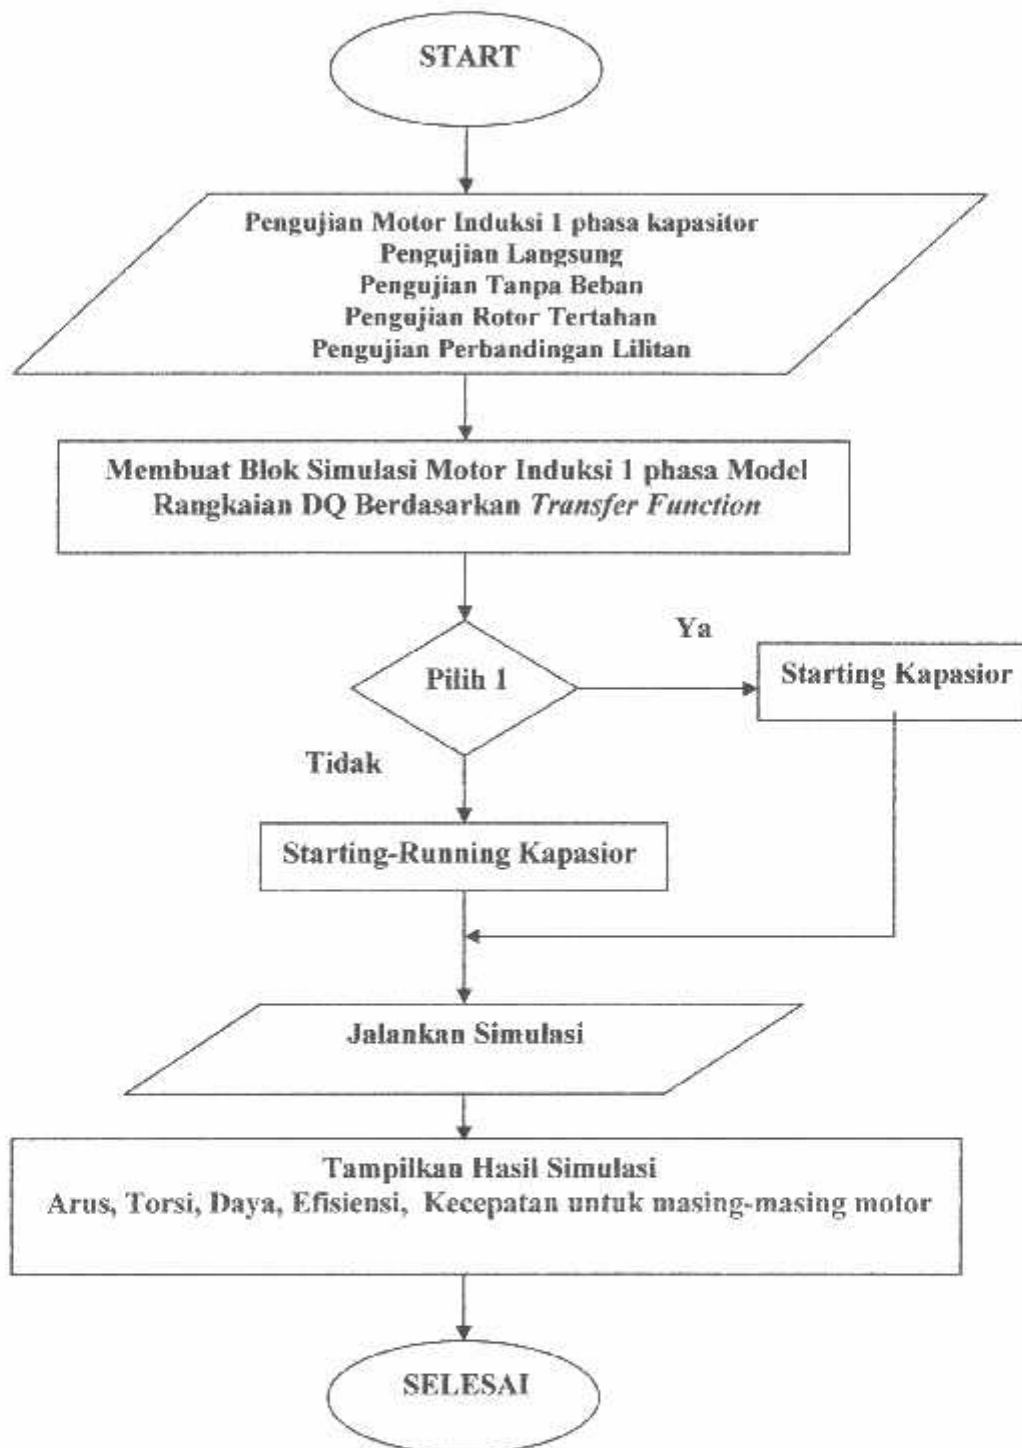 START
Pengujian Motor Induksi 1 phasa kapasitor
Pengujian Langsung
Pengujian Tanpa Beban
Pengujian Rotor Tertahan
Pengujian Perbandingan Lilitan
Membuat Blok Simulasi Motor Induksi 1 phasa Model
Rangkaian DQ Berdasarkan Transfer Function
Pilih 1
Ya
Starting Kapasior
Tidak
Starting-Running Kapasior
Jalankan Simulasi
Tampilkan Hasil Simulasi
Arus, Torsi, Daya, Efisiensi, Kecepatan untuk masing-masing motor
SELESAI